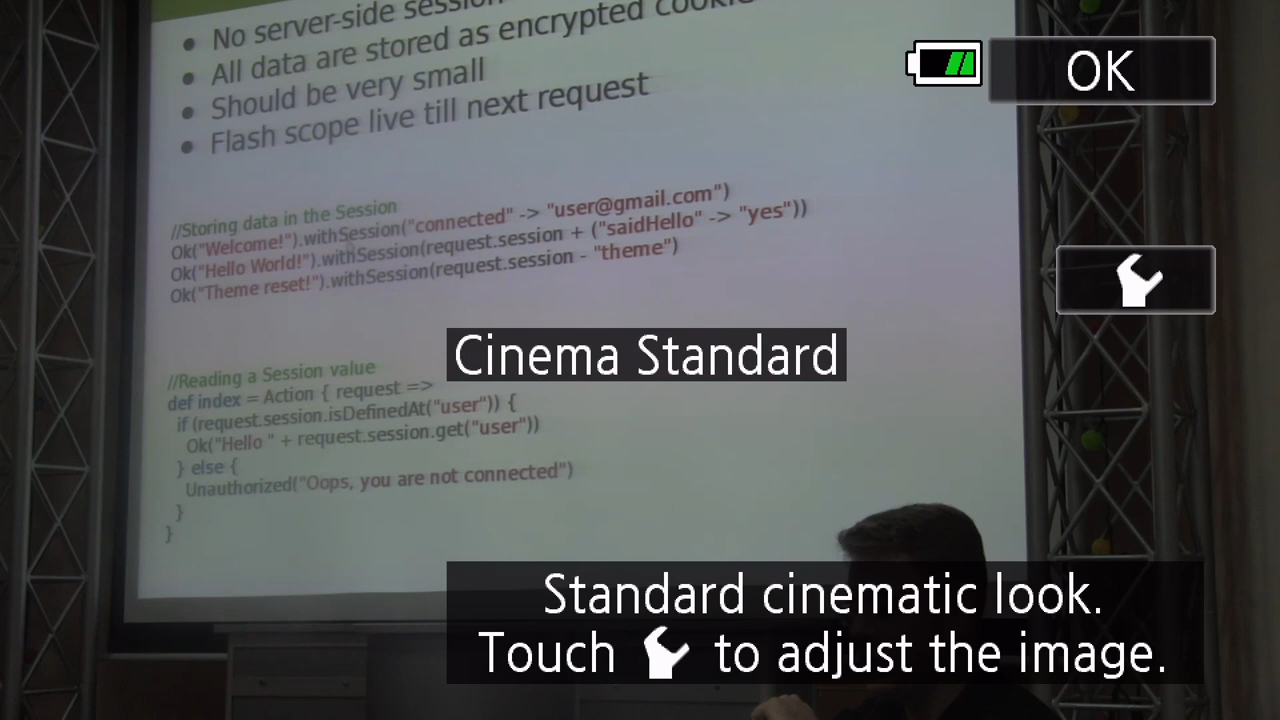 • No server-side session
• All data are stored as encrypted cookie
• Should be very small
• Flash scope live till next request
OK
//Storing data in the Session
Ok("Welcome!").withSession("connected" -> "user@gmail.com")
Ok("Hello World!").withSession(request.session + ("saidHello" -> "yes"))
Ok("Theme reset!").withSession(request.session - "theme")
Cinema Standard
//Reading a Session value
def index = Action { request =>
if (request.session.isDefinedAt("user")) {
Ok("Hello " + request.session.get("user"))
} else {
Unauthorized("Oops, you are not connected")
}
}
Standard cinematic look.
Touch to adjust the image.